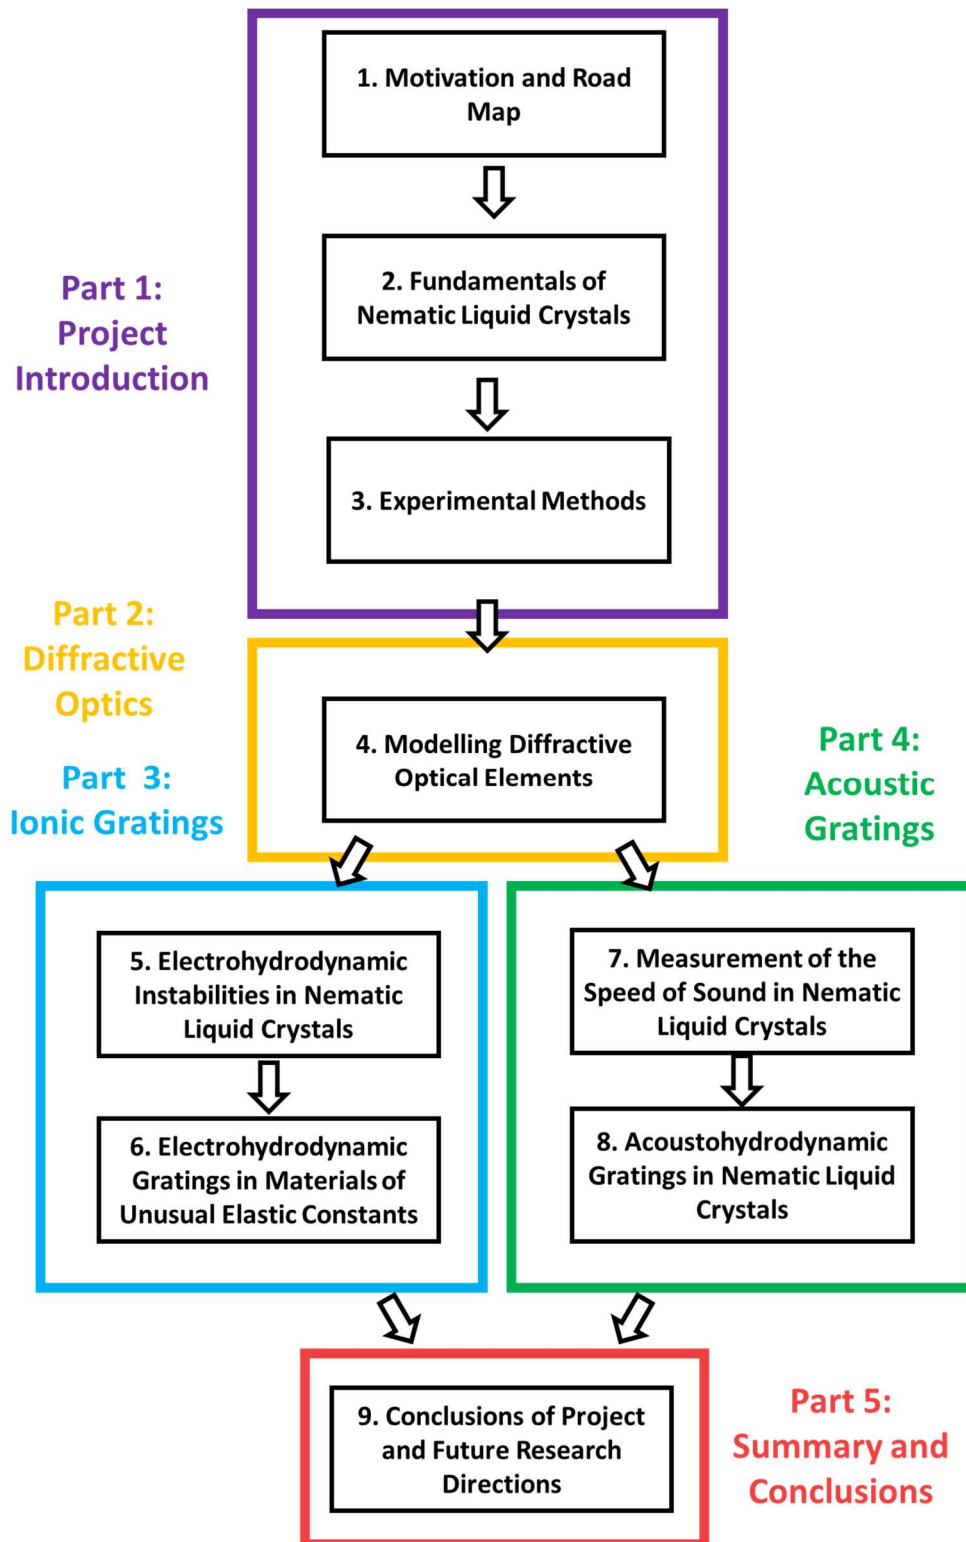 1. Motivation and Road
Map
Part 1:
Project
Introduction
2. Fundamentals of
Nematic Liquid Crystals
3. Experimental Methods
Part 2:
Diffractive
Optics
4. Modelling Diffractive
Optical Elements
Part  3:
Ionic Gratings
Part 4:
Acoustic
Gratings
5. Electrohydrodynamic
Instabilities in Nematic
Liquid Crystals
6. Electrohydrodynamic
Gratings in Materials of
Unusual Elastic Constants
7. Measurement of the
Speed of Sound in Nematic
Liquid Crystals
8. Acoustohydrodynamic
Gratings in Nematic Liquid
Crystals
9. Conclusions of Project
and Future Research
Directions
Part 5:
Summary and
Conclusions